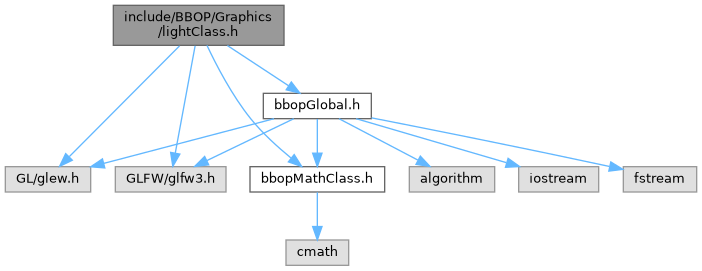 include/BBOP/Graphics
/lightClass.h
bbopGlobal.h
GL/glew.h
GLFW/glfw3.h
bbopMathClass.h
algorithm
iostream
fstream
cmath